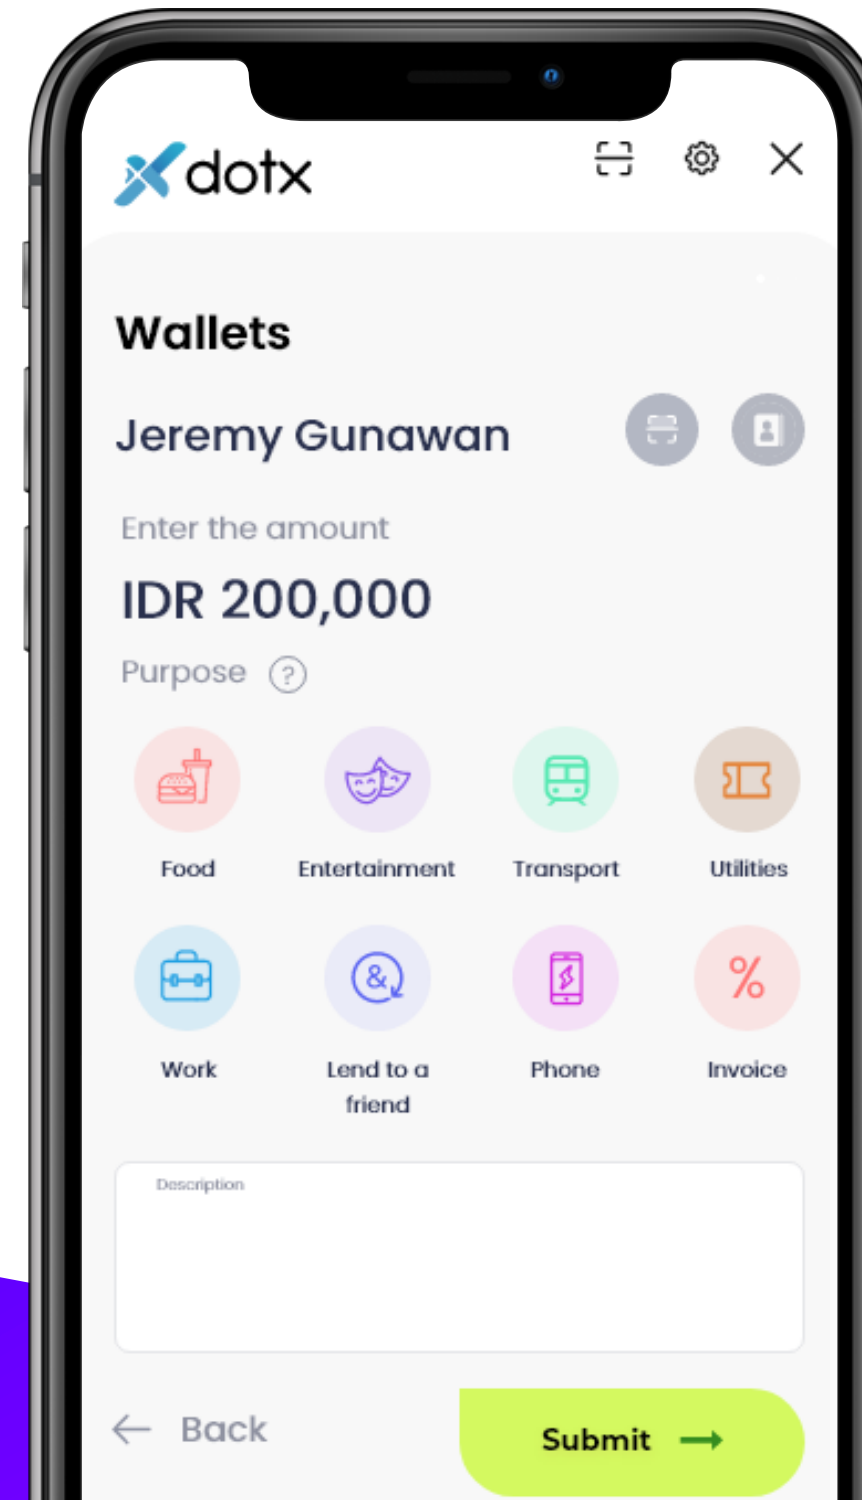 dotx
Wallets
Jeremy Gunawan
Enter the amount
IDR 200,000
Purpose ?
Food Entertainment Transport Utilities
& %
Work Lend to a friend Phone Invoice
Description
Back Submit